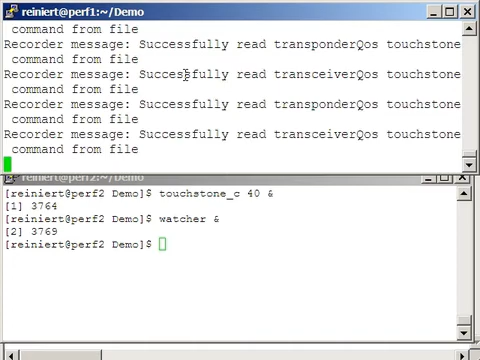 reiniert@perf1:~/Demo
command from file
Recorder message: Successfully read transponderQos touchstone
command from file
Recorder message: Successfully read transceiverQos touchstone
command from file
Recorder message: Successfully read transponderQos touchstone
command from file
Recorder message: Successfully read transceiverQos touchstone
command from file
reiniert@perf2:~/Demo
[reiniert@perf2 Demo]$ touchstone_c 40 &
[1] 3764
[reiniert@perf2 Demo]$ watcher &
[2] 3769
[reiniert@perf2 Demo]$